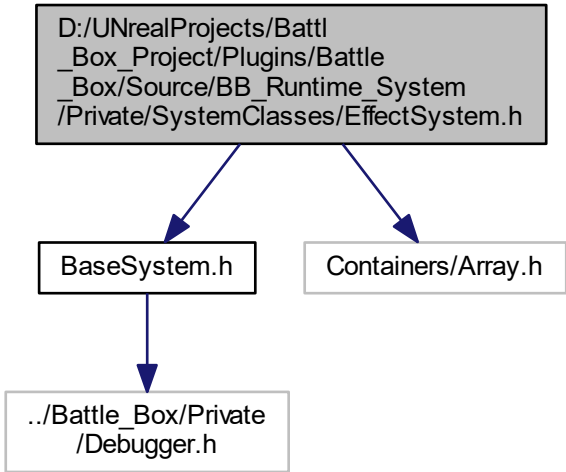 D:/UNrealProjects/Battl
_Box_Project/Plugins/Battle
_Box/Source/BB_Runtime_System
/Private/SystemClasses/EffectSystem.h
BaseSystem.h
Containers/Array.h
../Battle_Box/Private
/Debugger.h